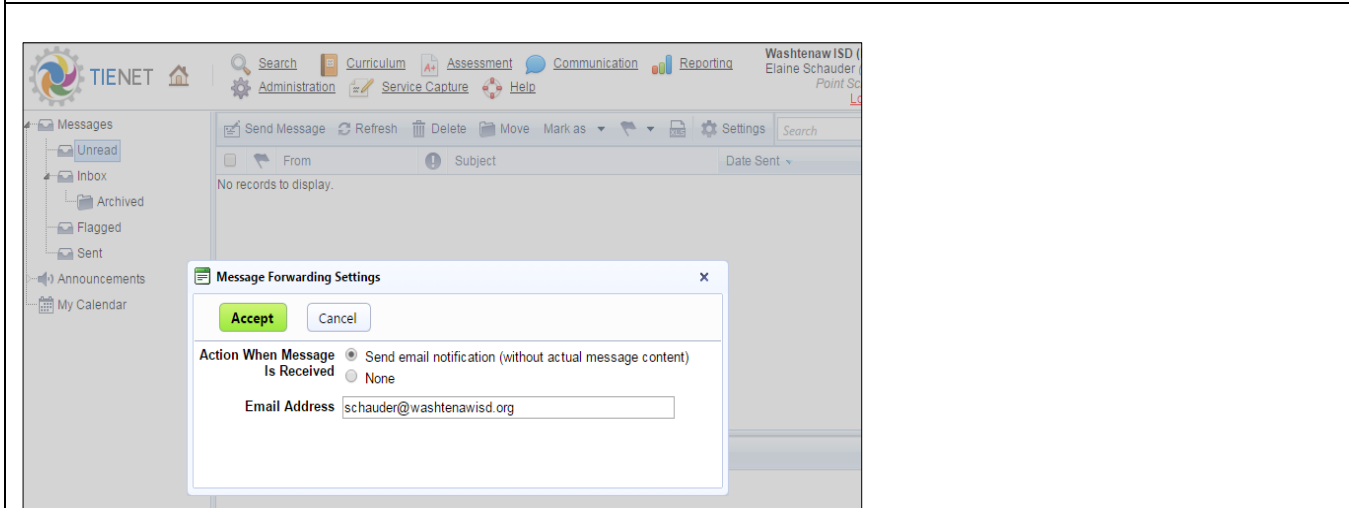 TIENET
Search Curriculum Assessment Communication Reporting
Administration Service Capture Help
Washtenaw ISD (
Elaine Schauder
Point Sc
Lo
Messages
Unread
Inbox
Archived
Flagged
Sent
Announcements
My Calendar
Send Message Refresh Delete Move Mark as XLS Settings Search
From Subject Date Sent
No records to display.
Message Forwarding Settings x
Accept Cancel
Action When Message Is Received
Send email notification (without actual message content)
None
Email Address schauder@washtenawisd.org